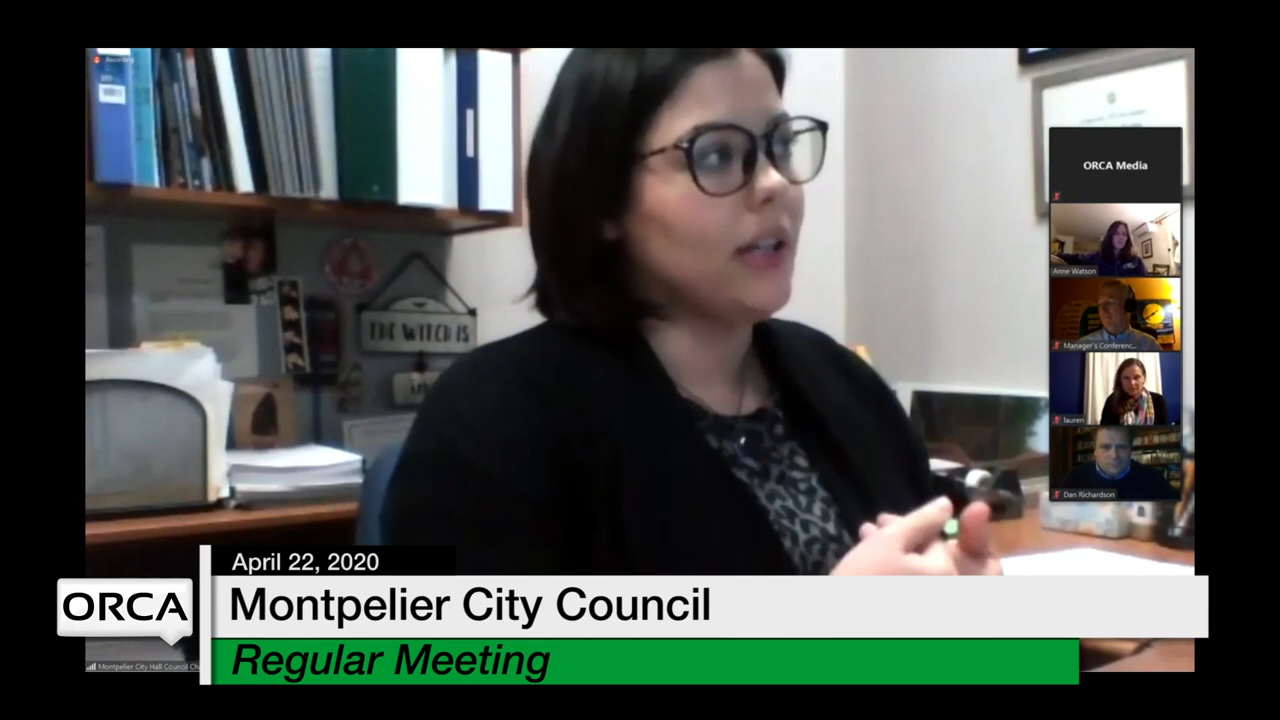 Recording
ORCA Media
Anne Watson
THE WITCH IS
Manager's Conferenc...
lauren
Dan Richardson
April 22, 2020
ORCA
Montpelier City Council
Regular Meeting
Montpelier City Hall Council Ch